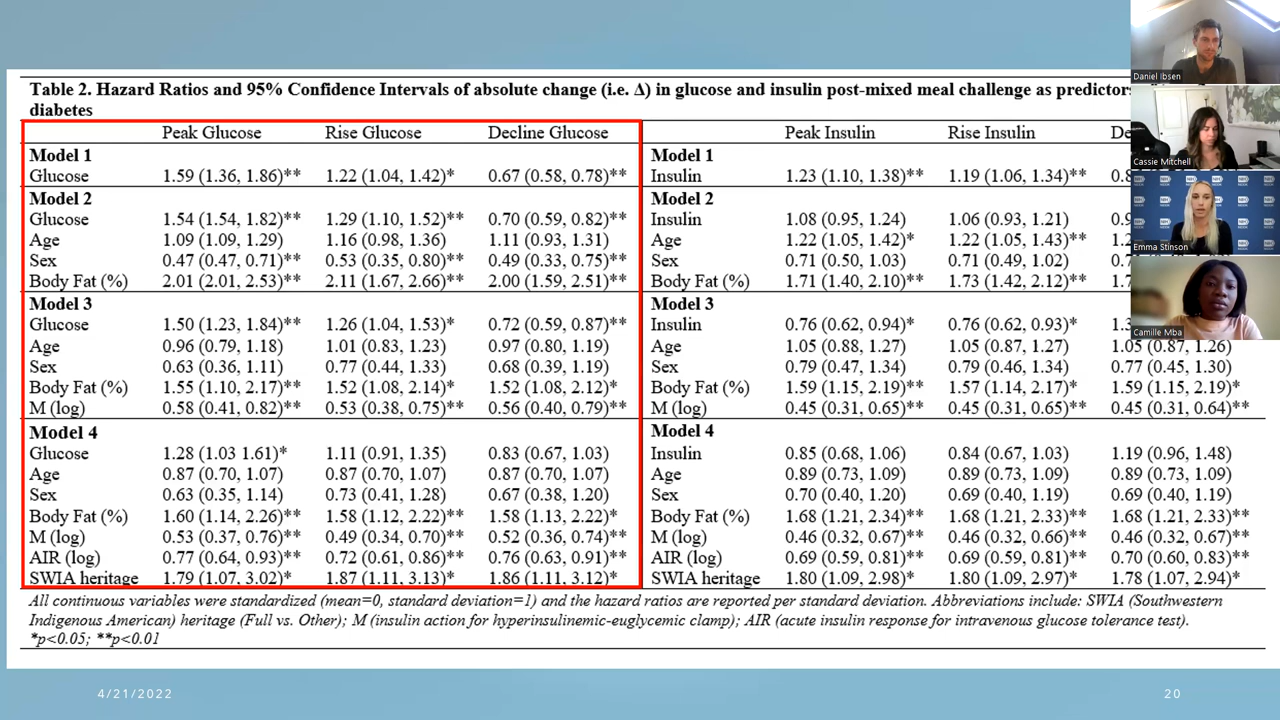 Table 2. Hazard Ratios and 95% Confidence Intervals of absolute change (i.e. Δ) in glucose and insulin post-mixed meal challenge as predictors
diabetes
Peak Glucose Rise Glucose Decline Glucose
Model 1
Glucose 1.59 (1.36, 1.86)** 1.22 (1.04, 1.42)* 0.67 (0.58, 0.78)**
Model 2
Glucose 1.54 (1.54, 1.82)** 1.29 (1.10, 1.52)** 0.70 (0.59, 0.82)**
Age 1.09 (1.09, 1.29) 1.16 (0.98, 1.36) 1.11 (0.93, 1.31)
Sex 0.47 (0.47, 0.71)** 0.53 (0.35, 0.80)** 0.49 (0.33, 0.75)**
Body Fat (%) 2.01 (2.01, 2.53)** 2.11 (1.67, 2.66)** 2.00 (1.59, 2.51)**
Model 3
Glucose 1.50 (1.23, 1.84)** 1.26 (1.04, 1.53)* 0.72 (0.59, 0.87)**
Age 0.96 (0.79, 1.18) 1.01 (0.83, 1.23) 0.97 (0.80, 1.19)
Sex 0.63 (0.36, 1.11) 0.77 (0.44, 1.33) 0.68 (0.39, 1.19)
Body Fat (%) 1.55 (1.10, 2.17)** 1.52 (1.08, 2.14)* 1.52 (1.08, 2.12)*
M (log) 0.58 (0.41, 0.82)** 0.53 (0.38, 0.75)** 0.56 (0.40, 0.79)**
Model 4
Glucose 1.28 (1.03 1.61)* 1.11 (0.91, 1.35) 0.83 (0.67, 1.03)
Age 0.87 (0.70, 1.07) 0.87 (0.70, 1.07) 0.87 (0.70, 1.07)
Sex 0.63 (0.35, 1.14) 0.73 (0.41, 1.28) 0.67 (0.38, 1.20)
Body Fat (%) 1.60 (1.14, 2.26)** 1.58 (1.12, 2.22)** 1.58 (1.13, 2.22)*
M (log) 0.53 (0.37, 0.76)** 0.49 (0.34, 0.70)** 0.52 (0.36, 0.74)**
AIR (log) 0.77 (0.64, 0.93)** 0.72 (0.61, 0.86)** 0.76 (0.63, 0.91)**
SWIA heritage 1.79 (1.07, 3.02)* 1.87 (1.11, 3.13)* 1.86 (1.11, 3.12)*
Peak Insulin Rise Insulin
Model 1
Insulin 1.23 (1.10, 1.38)** 1.19 (1.06, 1.34)**
Model 2
Insulin 1.08 (0.95, 1.24) 1.06 (0.93, 1.21)
Age 1.22 (1.05, 1.42)* 1.22 (1.05, 1.43)**
Sex 0.71 (0.50, 1.03) 0.71 (0.49, 1.02)
Body Fat (%) 1.71 (1.40, 2.10)** 1.73 (1.42, 2.12)**
Model 3
Insulin 0.76 (0.62, 0.94)* 0.76 (0.62, 0.93)*
Age 1.05 (0.88, 1.27) 1.05 (0.87, 1.27) 1.05 (0.87, 1.26)
Sex 0.79 (0.47, 1.34) 0.79 (0.46, 1.34) 0.77 (0.45, 1.30)
Body Fat (%) 1.59 (1.15, 2.19)** 1.57 (1.14, 2.17)* 1.59 (1.15, 2.19)*
M (log) 0.45 (0.31, 0.65)** 0.45 (0.31, 0.65)** 0.45 (0.31, 0.64)**
Model 4
Insulin 0.85 (0.68, 1.06) 0.84 (0.67, 1.03) 1.19 (0.96, 1.48)
Age 0.89 (0.73, 1.09) 0.89 (0.73, 1.09) 0.89 (0.73, 1.09)
Sex 0.70 (0.40, 1.20) 0.69 (0.40, 1.19) 0.69 (0.40, 1.19)
Body Fat (%) 1.68 (1.21, 2.34)** 1.68 (1.21, 2.33)** 1.68 (1.21, 2.33)**
M (log) 0.46 (0.32, 0.67)** 0.46 (0.32, 0.66)** 0.46 (0.32, 0.67)**
AIR (log) 0.69 (0.59, 0.81)** 0.69 (0.59, 0.81)** 0.70 (0.60, 0.83)**
SWIA heritage 1.80 (1.09, 2.98)* 1.80 (1.09, 2.97)* 1.78 (1.07, 2.94)*
All continuous variables were standardized (mean=0, standard deviation=1) and the hazard ratios are reported per standard deviation. Abbreviations include: SWIA (Southwestern
Indigenous American) heritage (Full vs. Other); M (insulin action for hyperinsulinemic-euglycemic clamp); AIR (acute insulin response for intravenous glucose tolerance test).
*p<0.05; **p<0.01
4/21/2022
20
Daniel Ibsen
Cassie Mitchell
Emma Stinson
Camille Mba